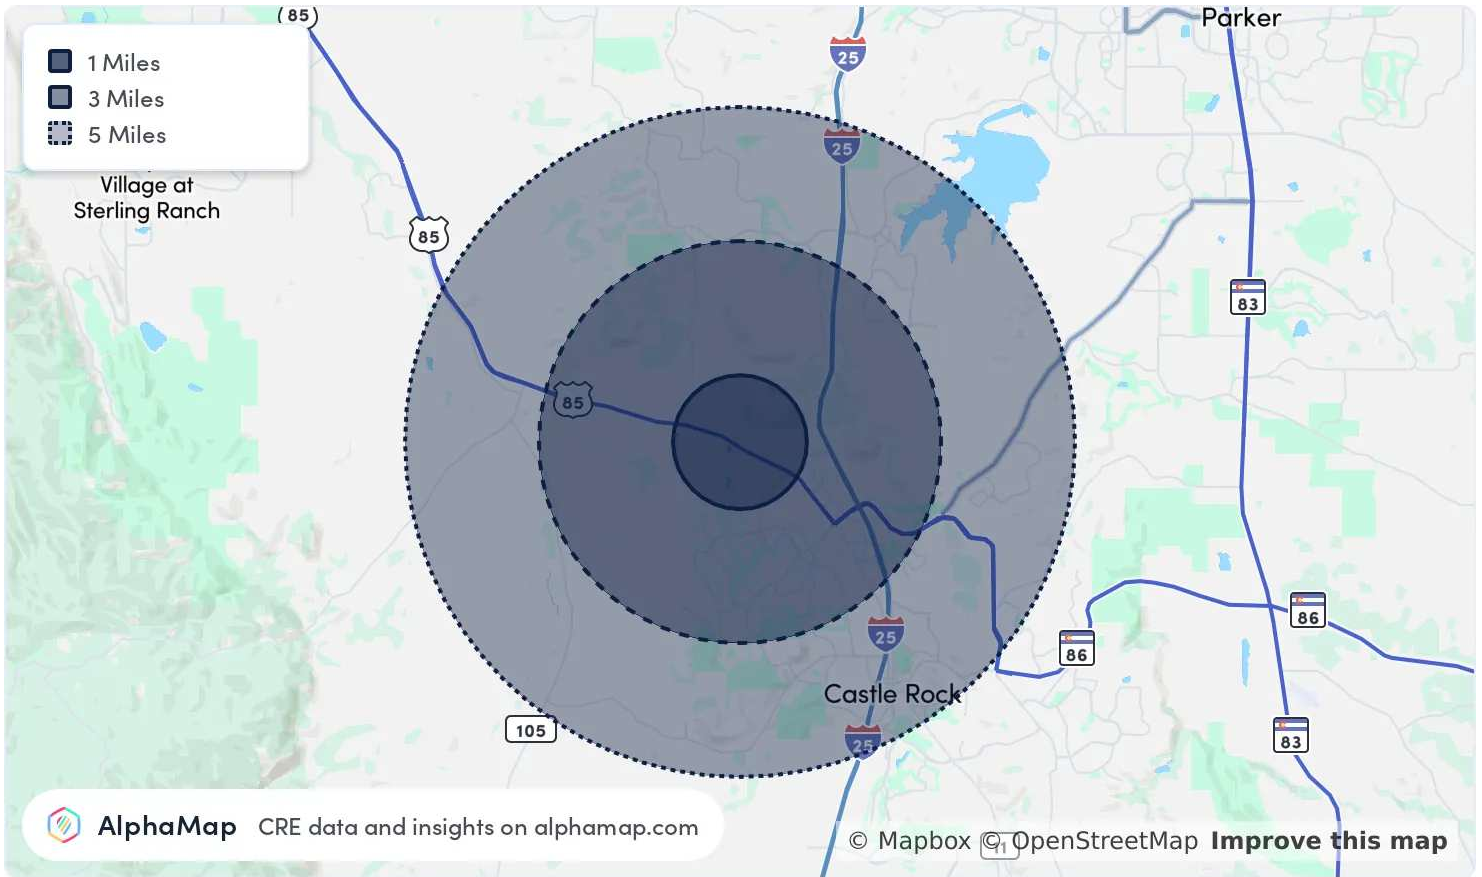 85
Parker
1 Miles
3 Miles
5 Miles
25
25
Village at
Sterling Ranch
85
83
85
86
25
86
Castle Rock
105
25
83
AlphaMap CRE data and insights on alphamap.com
© Mapbox © OpenStreetMap Improve this map